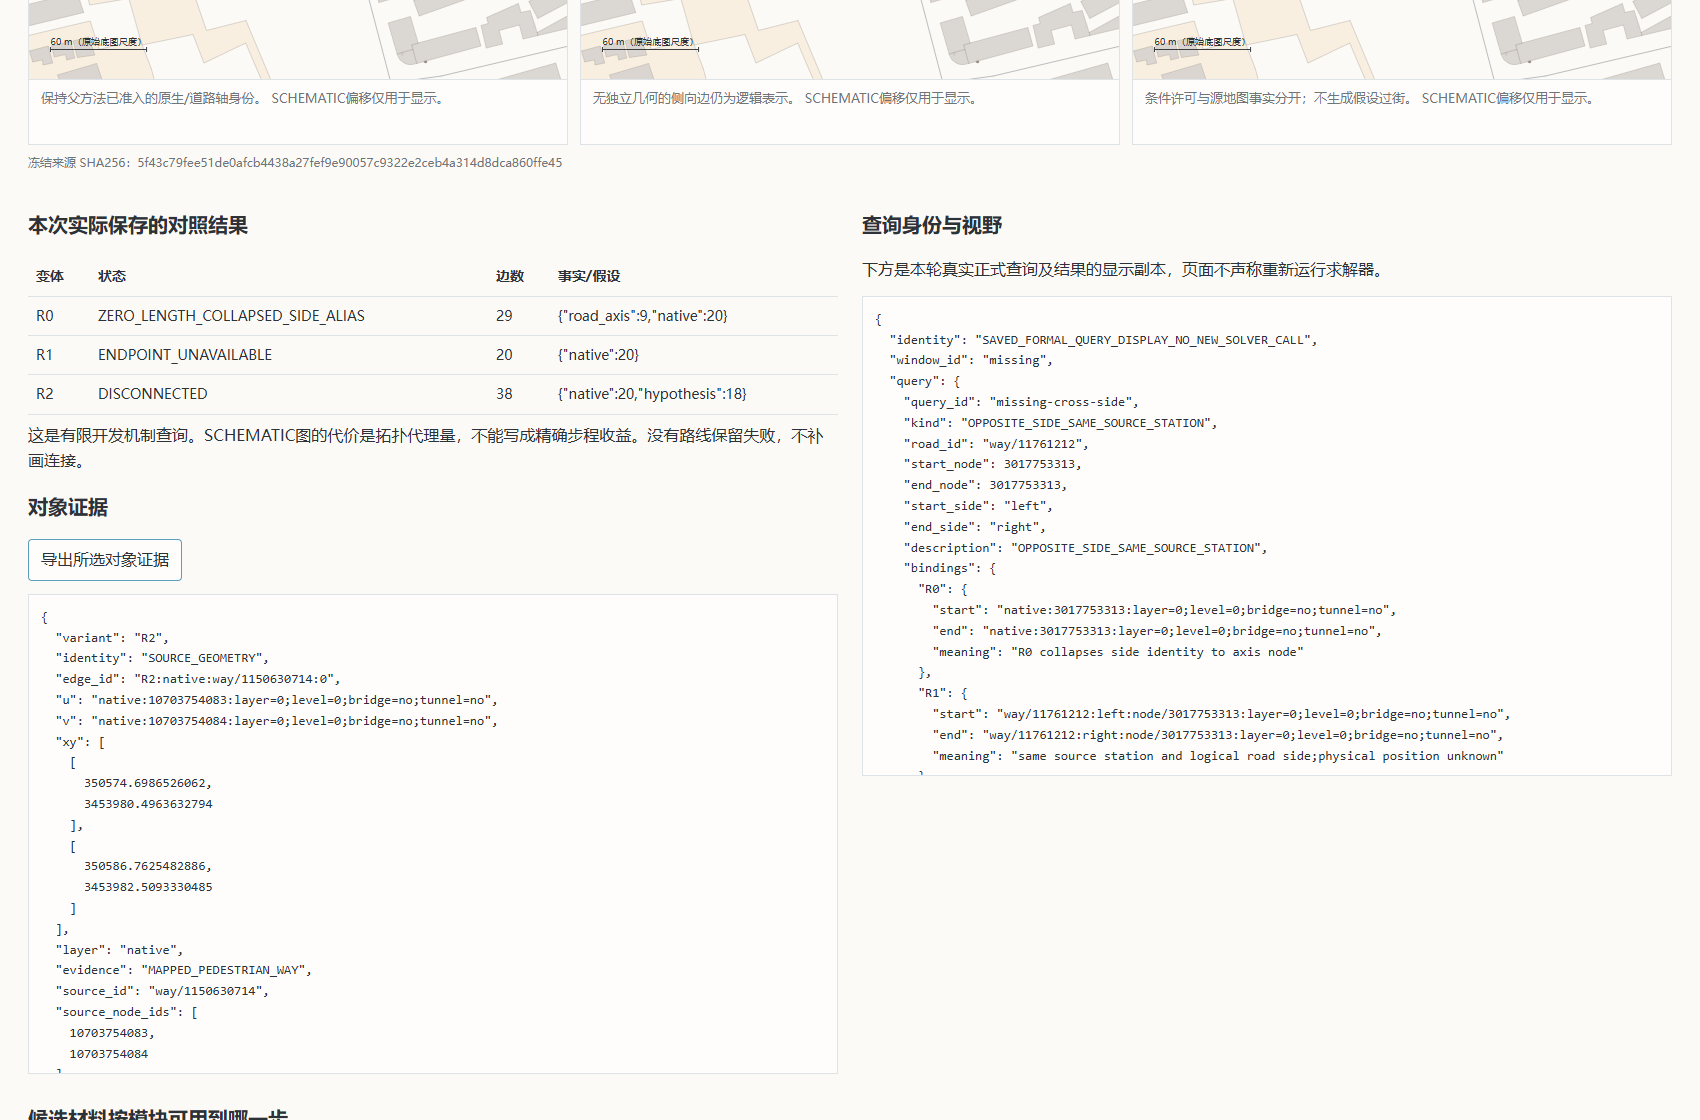 60 m（原始底图尺度）
60 m（原始底图尺度）
60 m（原始底图尺度）
保持父方法已准入的原生/道路轴身份。 SCHEMATIC偏移仅用于显示。
无独立几何的侧向边仍为逻辑表示。 SCHEMATIC偏移仅用于显示。
条件许可与源地图事实分开；不生成假设过街。 SCHEMATIC偏移仅用于显示。
冻结来源 SHA256：5f43c79fee51de0afcb4438a27fef9e90057c9322e2ceb4a314d8dca860ffe45
本次实际保存的对照结果
变体 状态 边数 事实/假设
R0 ZERO_LENGTH_COLLAPSED_SIDE_ALIAS 29 {"road_axis":9,"native":20}
R1 ENDPOINT_UNAVAILABLE 20 {"native":20}
R2 DISCONNECTED 38 {"native":20,"hypothesis":18}
这是有限开发机制查询。SCHEMATIC图的代价是拓扑代理量，不能写成精确步程收益。没有路线保留失败，不补
画连接。
对象证据
导出所选对象证据
{
"variant": "R2",
"identity": "SOURCE_GEOMETRY",
"edge_id": "R2:native:way/1150630714:0",
"u": "native:10703754083:layer=0;level=0;bridge=no;tunnel=no",
"v": "native:10703754084:layer=0;level=0;bridge=no;tunnel=no",
"xy": [
[
350574.6986526062,
3453980.4963632794
],
[
350586.7625482886,
3453982.5093330485
]
],
"layer": "native",
"evidence": "MAPPED_PEDESTRIAN_WAY",
"source_id": "way/1150630714",
"source_node_ids": [
10703754083,
10703754084
]
查询身份与视野
下方是本轮真实正式查询及结果的显示副本，页面不声称重新运行求解器。
{
"identity": "SAVED_FORMAL_QUERY_DISPLAY_NO_NEW_SOLVER_CALL",
"window_id": "missing",
"query": {
"query_id": "missing-cross-side",
"kind": "OPPOSITE_SIDE_SAME_SOURCE_STATION",
"road_id": "way/11761212",
"start_node": 3017753313,
"end_node": 3017753313,
"start_side": "left",
"end_side": "right",
"description": "OPPOSITE_SIDE_SAME_SOURCE_STATION",
"bindings": {
"R0": {
"start": "native:3017753313:layer=0;level=0;bridge=no;tunnel=no",
"end": "native:3017753313:layer=0;level=0;bridge=no;tunnel=no",
"meaning": "R0 collapses side identity to axis node"
},
"R1": {
"start": "way/11761212:left:node/3017753313:layer=0;level=0;bridge=no;tunnel=no",
"end": "way/11761212:right:node/3017753313:layer=0;level=0;bridge=no;tunnel=no",
"meaning": "same source station and logical road side;physical position unknown"
}
候选材料按模块可用到哪一步